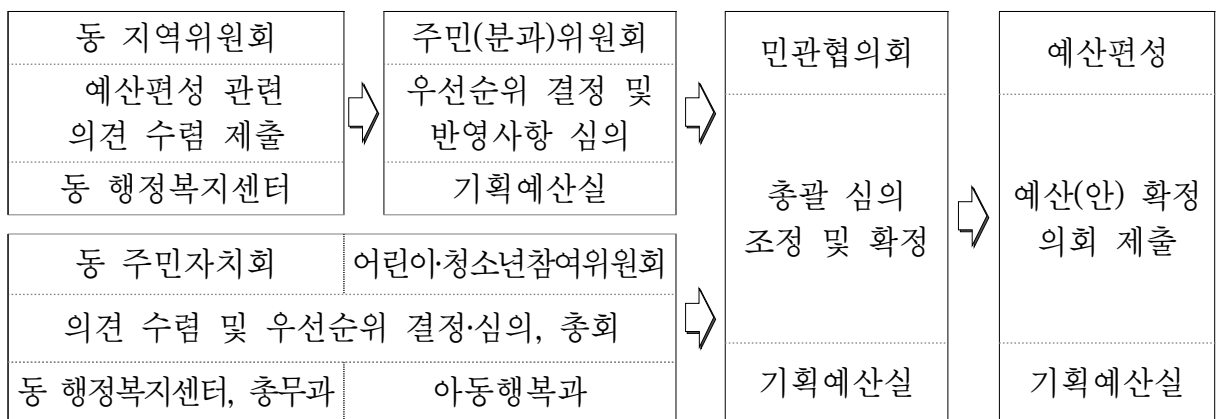 동 지역위원회
예산편성 관련
의견 수렴 제출
동 행정복지센터
주민(분과)위원회
우선순위 결정 및
반영사항 심의
기획예산실
동 주민자치회
어린이·청소년참여위원회
의견 수렴 및 우선순위 결정·심의, 총회
동 행정복지센터, 총무과
아동행복과
민관협의회
총괄 심의
조정 및 확정
기획예산실
예산편성
예산(안) 확정
의회 제출
기획예산실